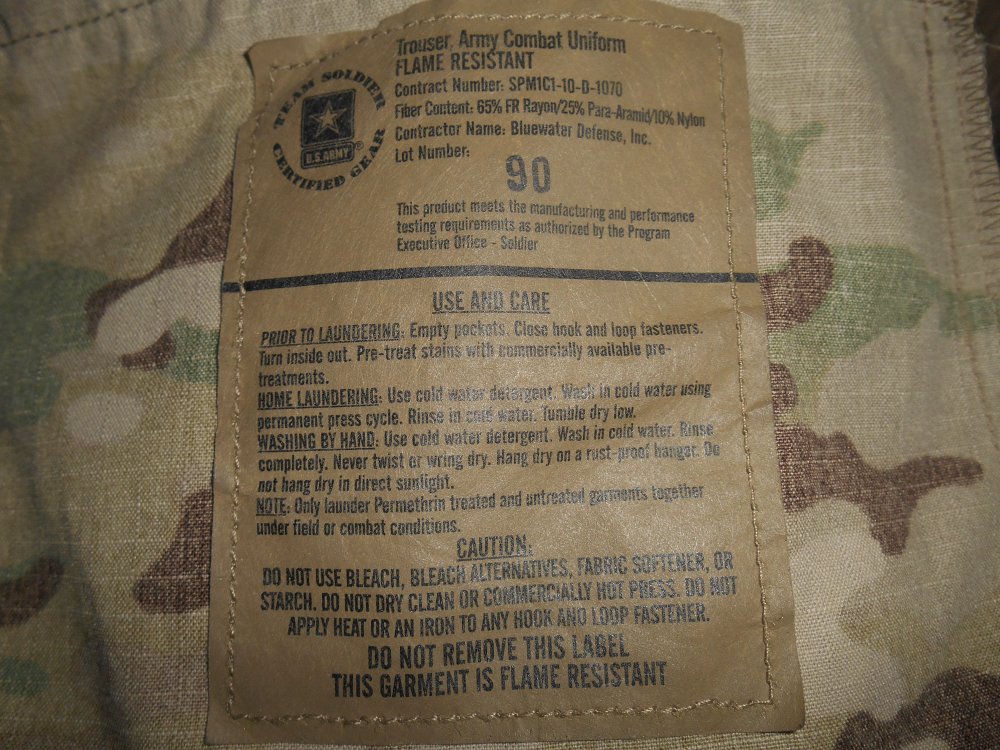 TEAM SOLDIER
U.S. ARMY ®
CERTIFIED GEAR
Trouser, Army Combat Uniform
FLAME RESISTANT
Contract Number: SPM1C1-10-D-1070
Fiber Content: 65% FR Rayon/25% Para-Aramid/10% Nylon
Contractor Name: Bluewater Defense, Inc.
Lot Number:
90
This product meets the manufacturing and performance
testing requirements as authorized by the Program
Executive Office - Soldier
USE AND CARE
PRIOR TO LAUNDERING: Empty pockets. Close hook and loop fasteners.
Turn inside out. Pre-treat stains with commercially available pre-
treatments.
HOME LAUNDERING: Use cold water detergent. Wash in cold water using
permanent press cycle. Rinse in cold water. Tumble dry low.
WASHING BY HAND: Use cold water detergent. Wash in cold water. Rinse
completely. Never twist or wring dry. Hang dry on a rust-proof hanger. Do
not hang dry in direct sunlight.
NOTE: Only launder Permethrin treated and untreated garments together
under field or combat conditions.
CAUTION:
DO NOT USE BLEACH, BLEACH ALTERNATIVES, FABRIC SOFTENER, OR
STARCH. DO NOT DRY CLEAN OR COMMERCIALLY HOT PRESS. DO NOT
APPLY HEAT OR AN IRON TO ANY HOOK AND LOOP FASTENER.
DO NOT REMOVE THIS LABEL
THIS GARMENT IS FLAME RESISTANT